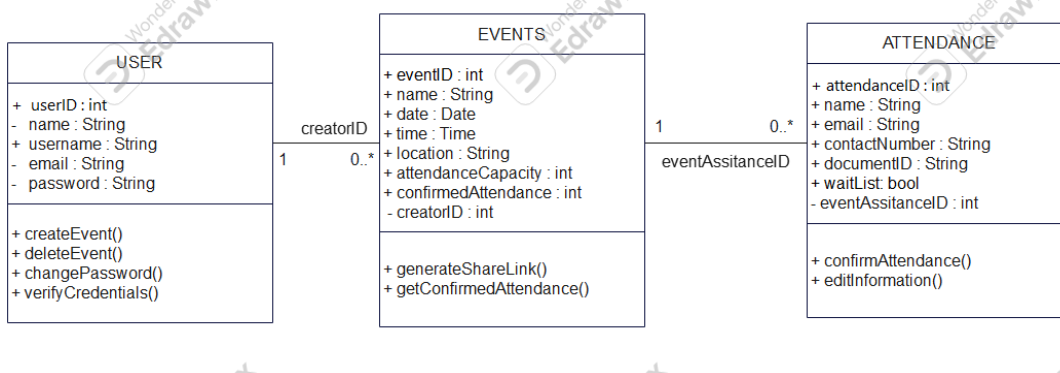 USER
+ userID : int
- name : String
+ username : String
- email : String
- password : String
+ createEvent()
+ deleteEvent()
+ changePassword()
+ verifyCredentials()
creatorID
1 0..*
EVENTS
+ eventID : int
+ name : String
+ date : Date
+ time : Time
+ location : String
+ attendanceCapacity : int
+ confirmedAttendance : int
- creatorID : int
+ generateShareLink()
+ getConfirmedAttendance()
1 0..*
eventAssitanceID
ATTENDANCE
+ attendanceID : int
+ name : String
+ email : String
+ contactNumber : String
+ documentID : String
+ waitList: bool
- eventAssitanceID : int
+ confirmAttendance()
+ editInformation()